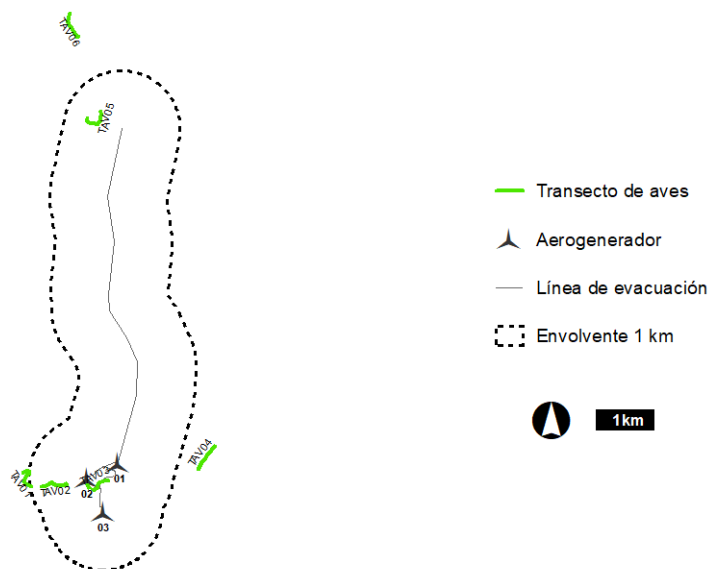 TAV06
TAV05
Transecto de aves
Aerogenerador
Línea de evacuación
Envolvente 1 km
1km
TAV04
TAV03
01
TAV01
TAV02
02
03